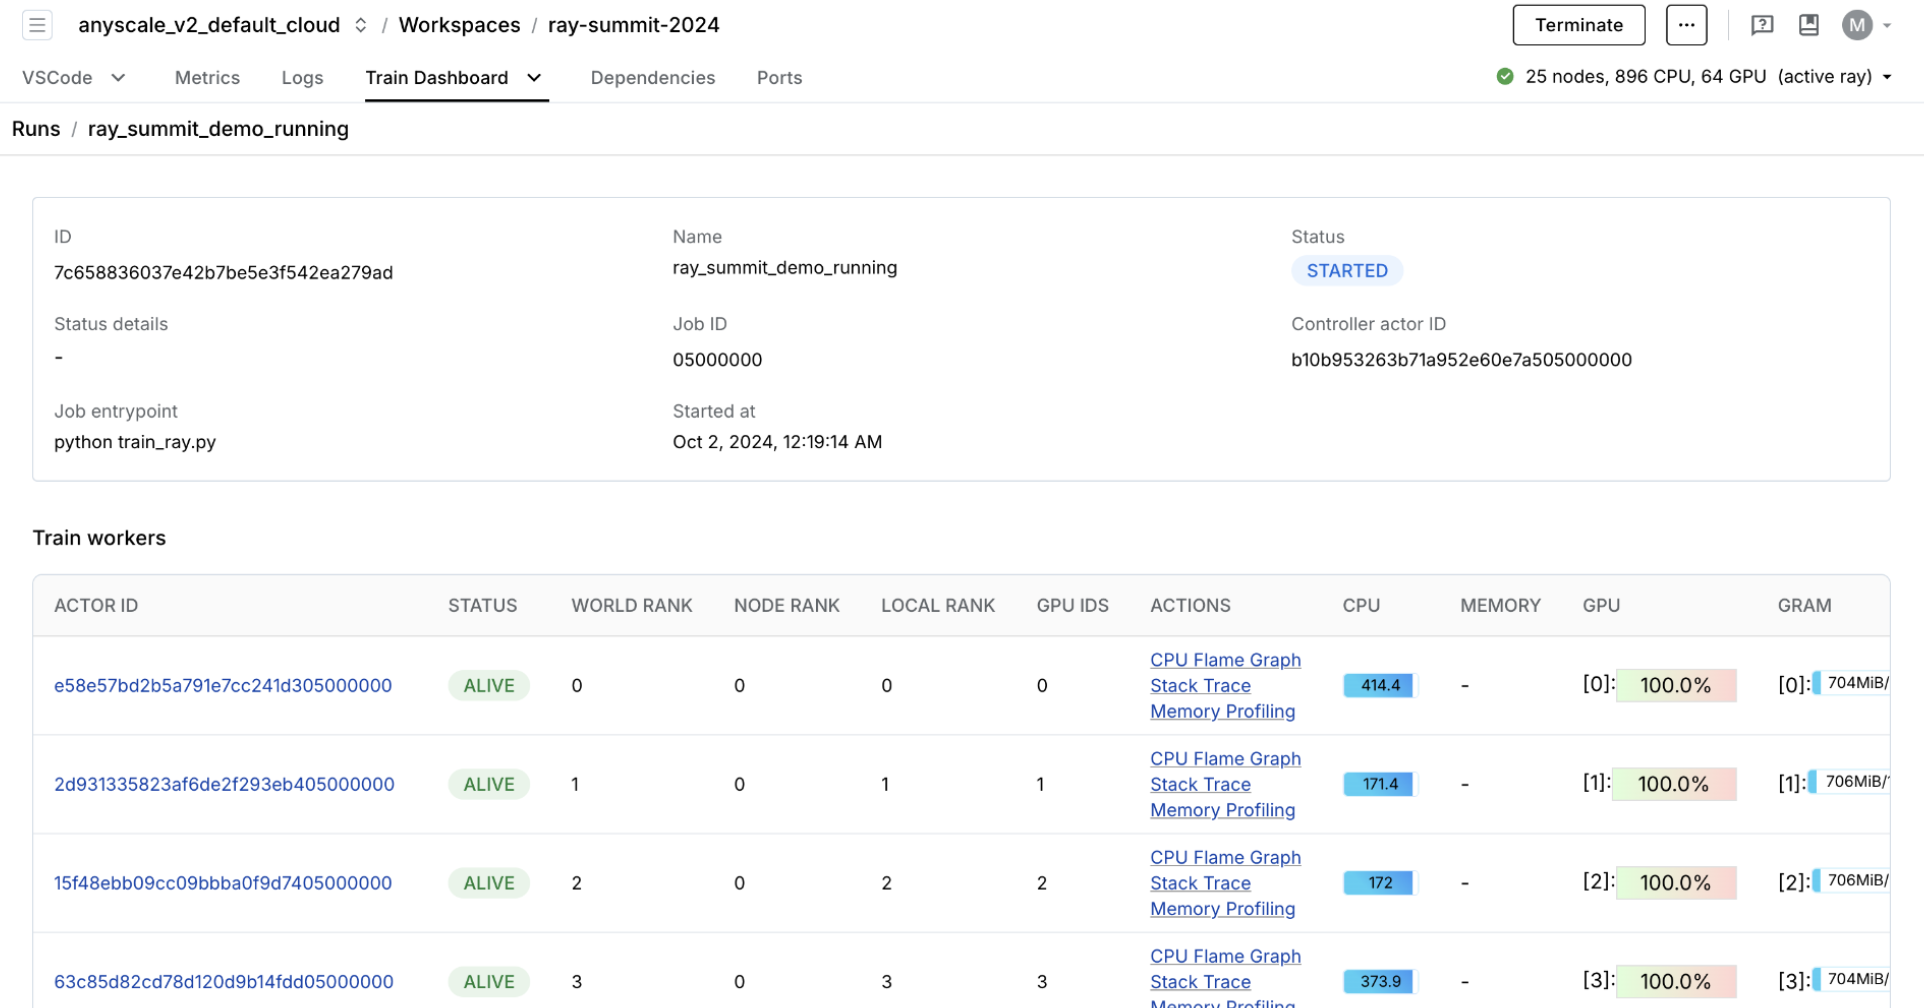 anyscale_v2_default_cloud / Workspaces / ray-summit-2024 Terminate ... M
VSCode Metrics Logs Train Dashboard Dependencies Ports 25 nodes, 896 CPU, 64 GPU (active ray)
Runs / ray_summit_demo_running
ID Name Status
7c658836037e42b7be5e3f542ea279ad ray_summit_demo_running STARTED
Status details Job ID Controller actor ID
- 05000000 b10b953263b71a952e60e7a505000000
Job entrypoint Started at
python train_ray.py Oct 2, 2024, 12:19:14 AM
Train workers
ACTOR ID STATUS WORLD RANK NODE RANK LOCAL RANK GPU IDS ACTIONS CPU MEMORY GPU GRAM
CPU Flame Graph
e58e57bd2b5a791e7cc241d305000000 ALIVE 0 0 0 0 Stack Trace 414.4 - [0]: 100.0% [0]: 704MiB/
Memory Profiling
CPU Flame Graph
2d931335823af6de2f293eb405000000 ALIVE 1 0 1 1 Stack Trace 171.4 - [1]: 100.0% [1]: 706MiB/
Memory Profiling
CPU Flame Graph
15f48ebb09cc09bbba0f9d7405000000 ALIVE 2 0 2 2 Stack Trace 172 - [2]: 100.0% [2]: 706MiB/
Memory Profiling
CPU Flame Graph
63c85d82cd78d120d9b14fdd05000000 ALIVE 3 0 3 3 Stack Trace 373.9 - [3]: 100.0% [3]: 704MiB/
Memory Profiling